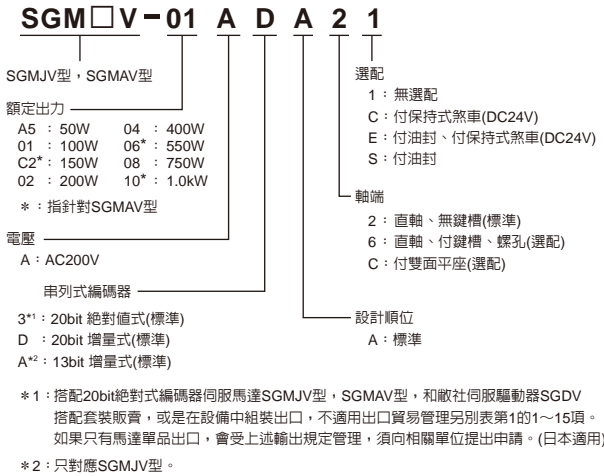 SGM□V-01 A D A 2 1
SGMJV型，SGMAV型
額定出力
A5 ：50W 04 ：400W
01 ：100W 06*：550W
C2*：150W 08 ：750W
02 ：200W 10*：1.0kW
＊：指針對SGMAV型
電壓
A：AC200V
串列式編碼器
3*1：20bit 絕對値式(標準)
D ：20bit 增量式(標準)
A*2：13bit 增量式(標準)
選配
1：無選配
C：付保持式煞車(DC24V)
E：付油封、付保持式煞車(DC24V)
S：付油封
軸端
2：直軸、無鍵槽(標準)
6：直軸、付鍵槽、螺孔(選配)
C：付雙面平座(選配)
設計順位
A：標準
＊1：搭配20bit絶對式編碼器伺服馬達SGMJV型，SGMAV型，和敝社伺服驅動器SGDV
搭配套裝販賣，或是在設備中組裝出口，不適用出口貿易管理另別表第1的1～15項。
如果只有馬達單品出口，會受上述輸出規定管理，須向相關單位提出申請。(日本適用)
＊2：只對應SGMJV型。